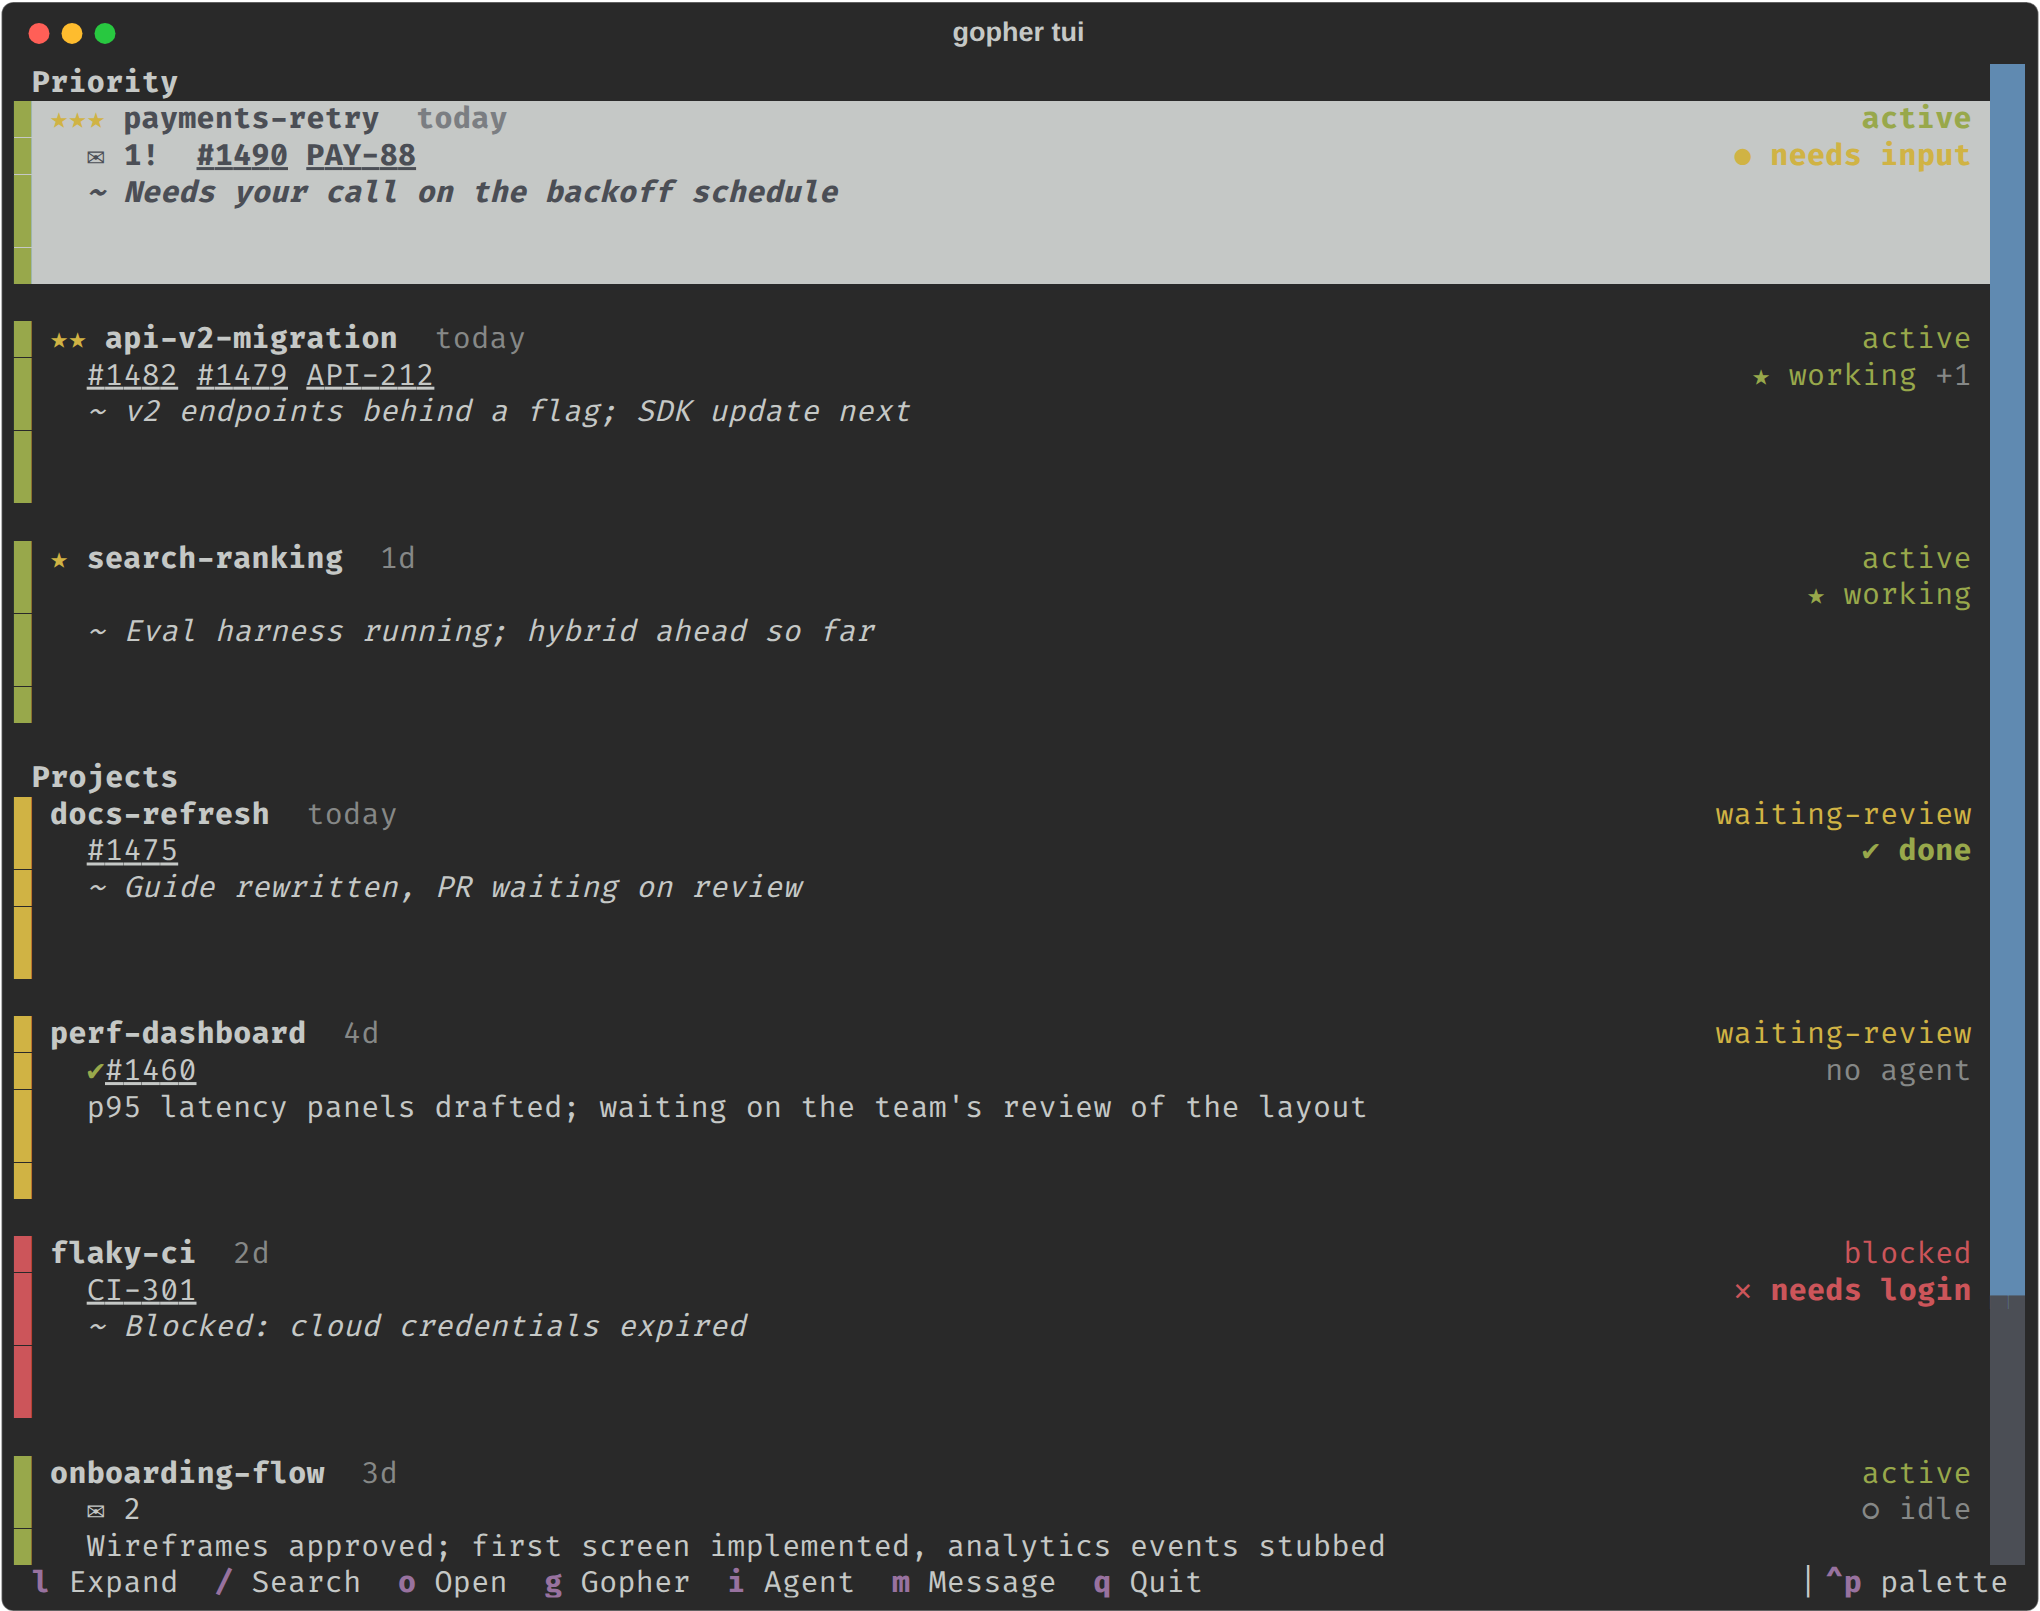 gopher tui
Priority
★★★ payments-retry  today  active
✉ 1!  #1490 PAY-88  ● needs input
~ Needs your call on the backoff schedule
★★ api-v2-migration  today  active
#1482 #1479 API-212  ★ working +1
~ v2 endpoints behind a flag; SDK update next
★ search-ranking  1d  active
★ working
~ Eval harness running; hybrid ahead so far
Projects
docs-refresh  today  waiting-review
#1475  ✔ done
~ Guide rewritten, PR waiting on review
perf-dashboard  4d  waiting-review
✔#1460  no agent
p95 latency panels drafted; waiting on the team's review of the layout
flaky-ci  2d  blocked
CI-301  ✕ needs login
~ Blocked: cloud credentials expired
onboarding-flow  3d  active
✉ 2  ○ idle
Wireframes approved; first screen implemented, analytics events stubbed
l Expand  / Search  o Open  g Gopher  i Agent  m Message  q Quit  │^p palette